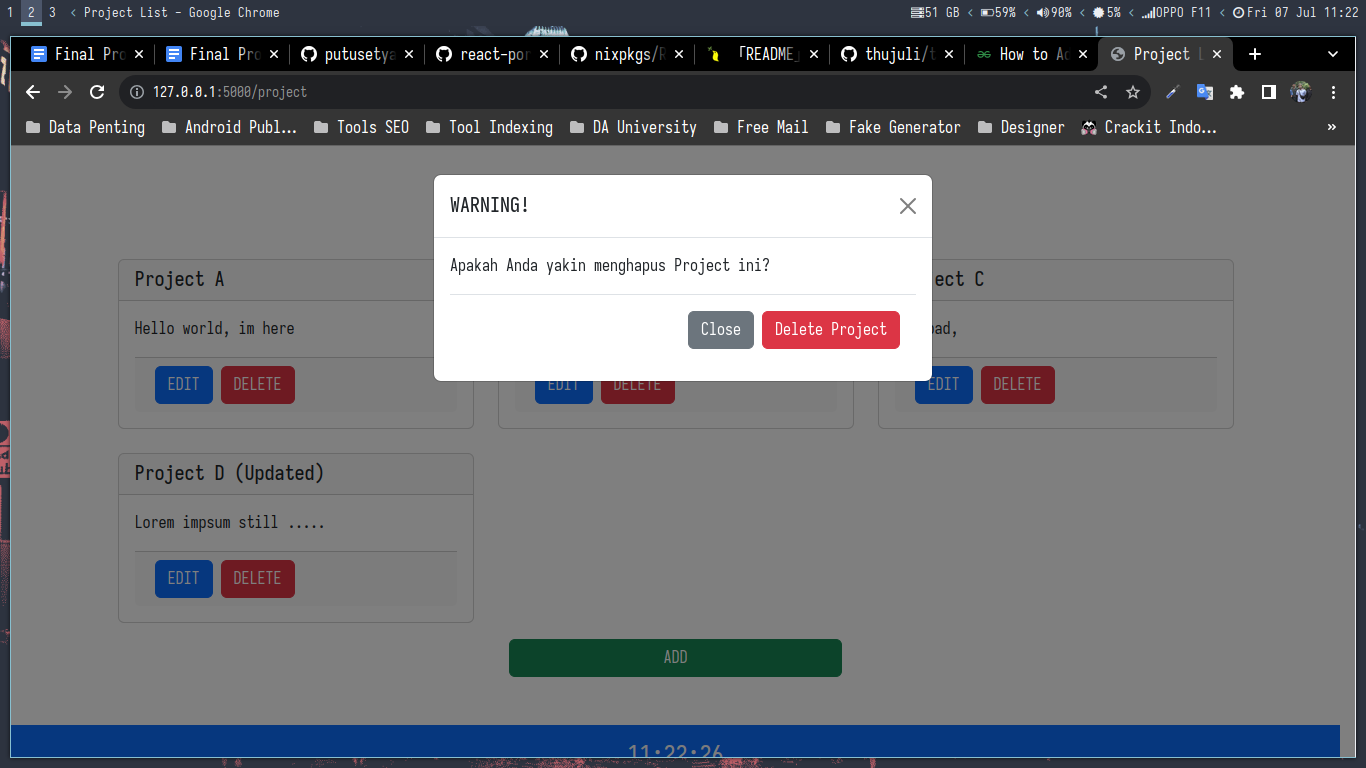 1 2 3 < Project List - Google Chrome 51 GB < 59% < 90% < 5% < OPPO F11 < Fri 07 Jul 11:22
Final Pro Final Pro putusetya react-por nixpkgs/R 「README」 thujuli/t How to Ad Project L
127.0.0.1:5000/project
Data Penting Android Publ... Tools SEO Tool Indexing DA University Free Mail Fake Generator Designer Crackit Indo... »
WARNING!
Apakah Anda yakin menghapus Project ini?
Close Delete Project
Project A ect C
Hello world, im here oad,
EDIT DELETE EDIT DELETE EDIT DELETE
Project D (Updated)
Lorem impsum still .....
EDIT DELETE
ADD
11:22:26